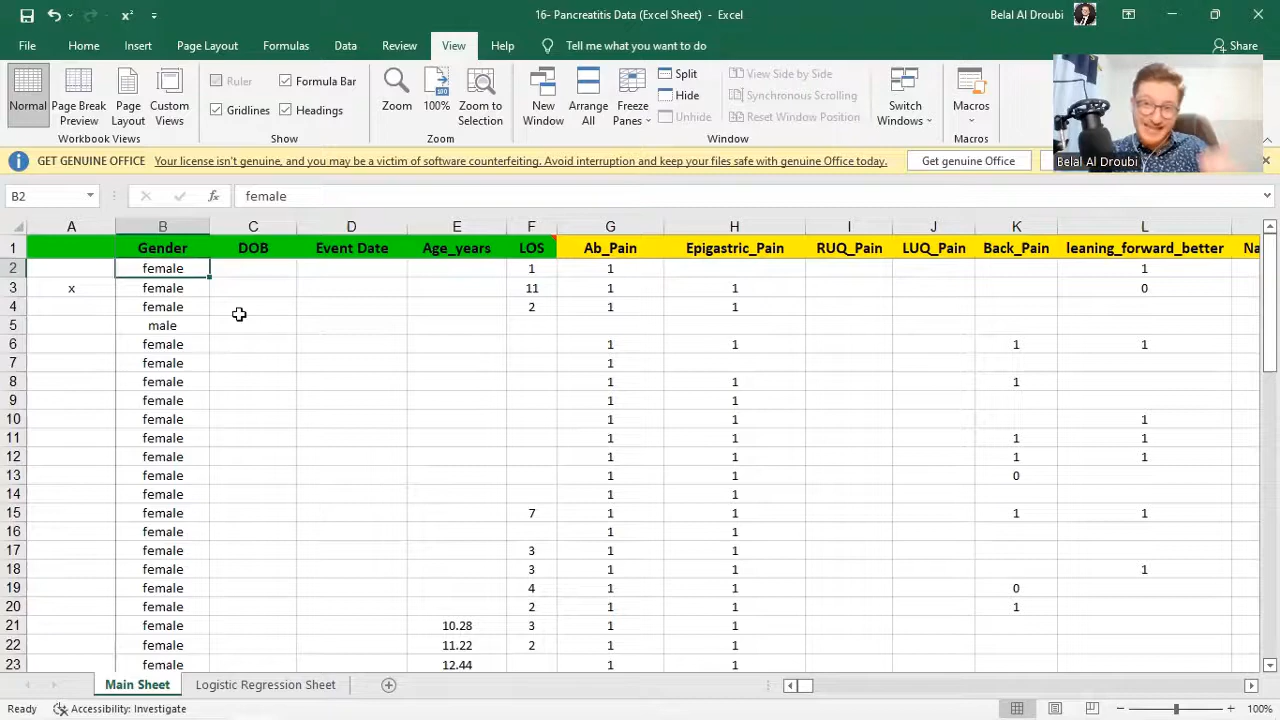 16- Pancreatitis Data (Excel Sheet) - Excel
Belal Al Droubi
File Home Insert Page Layout Formulas Data Review View Help Tell me what you want to do Share
Normal
Page Break Preview
Page Layout
Custom Views
Workbook Views
Ruler
Formula Bar
Gridlines
Headings
Show
Zoom
100%
Zoom to Selection
Zoom
New Window
Arrange All
Freeze Panes
Split
Hide
Unhide
View Side by Side
Synchronous Scrolling
Reset Window Position
Window
Switch Windows
Macros
Macros
Belal Al Droubi
GET GENUINE OFFICE Your license isn't genuine, and you may be a victim of software counterfeiting. Avoid interruption and keep your files safe with genuine Office today. Get genuine Office
B2 fx female
A B C D E F G H I J K L
1 Gender DOB Event Date Age_years LOS Ab_Pain Epigastric_Pain RUQ_Pain LUQ_Pain Back_Pain leaning_forward_better Na
2 female 1 1 1
3 x female 11 1 1 0
4 female 2 1 1
5 male
6 female 1 1 1 1
7 female 1
8 female 1 1 1
9 female 1 1
10 female 1 1 1
11 female 1 1 1 1
12 female 1 1 1 1
13 female 1 1 0
14 female 1 1
15 female 7 1 1 1 1
16 female 1 1
17 female 3 1 1
18 female 3 1 1 1
19 female 4 1 1 0
20 female 2 1 1 1
21 female 10.28 3 1 1
22 female 11.22 2 1 1
23 female 12.44 1 1
Main Sheet Logistic Regression Sheet
Ready Accessibility: Investigate 100%